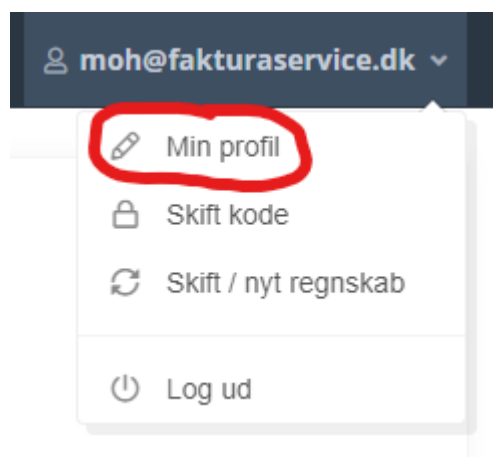 moh@fakturaservice.dk
Min profil
Skift kode
Skift / nyt regnskab
Log ud